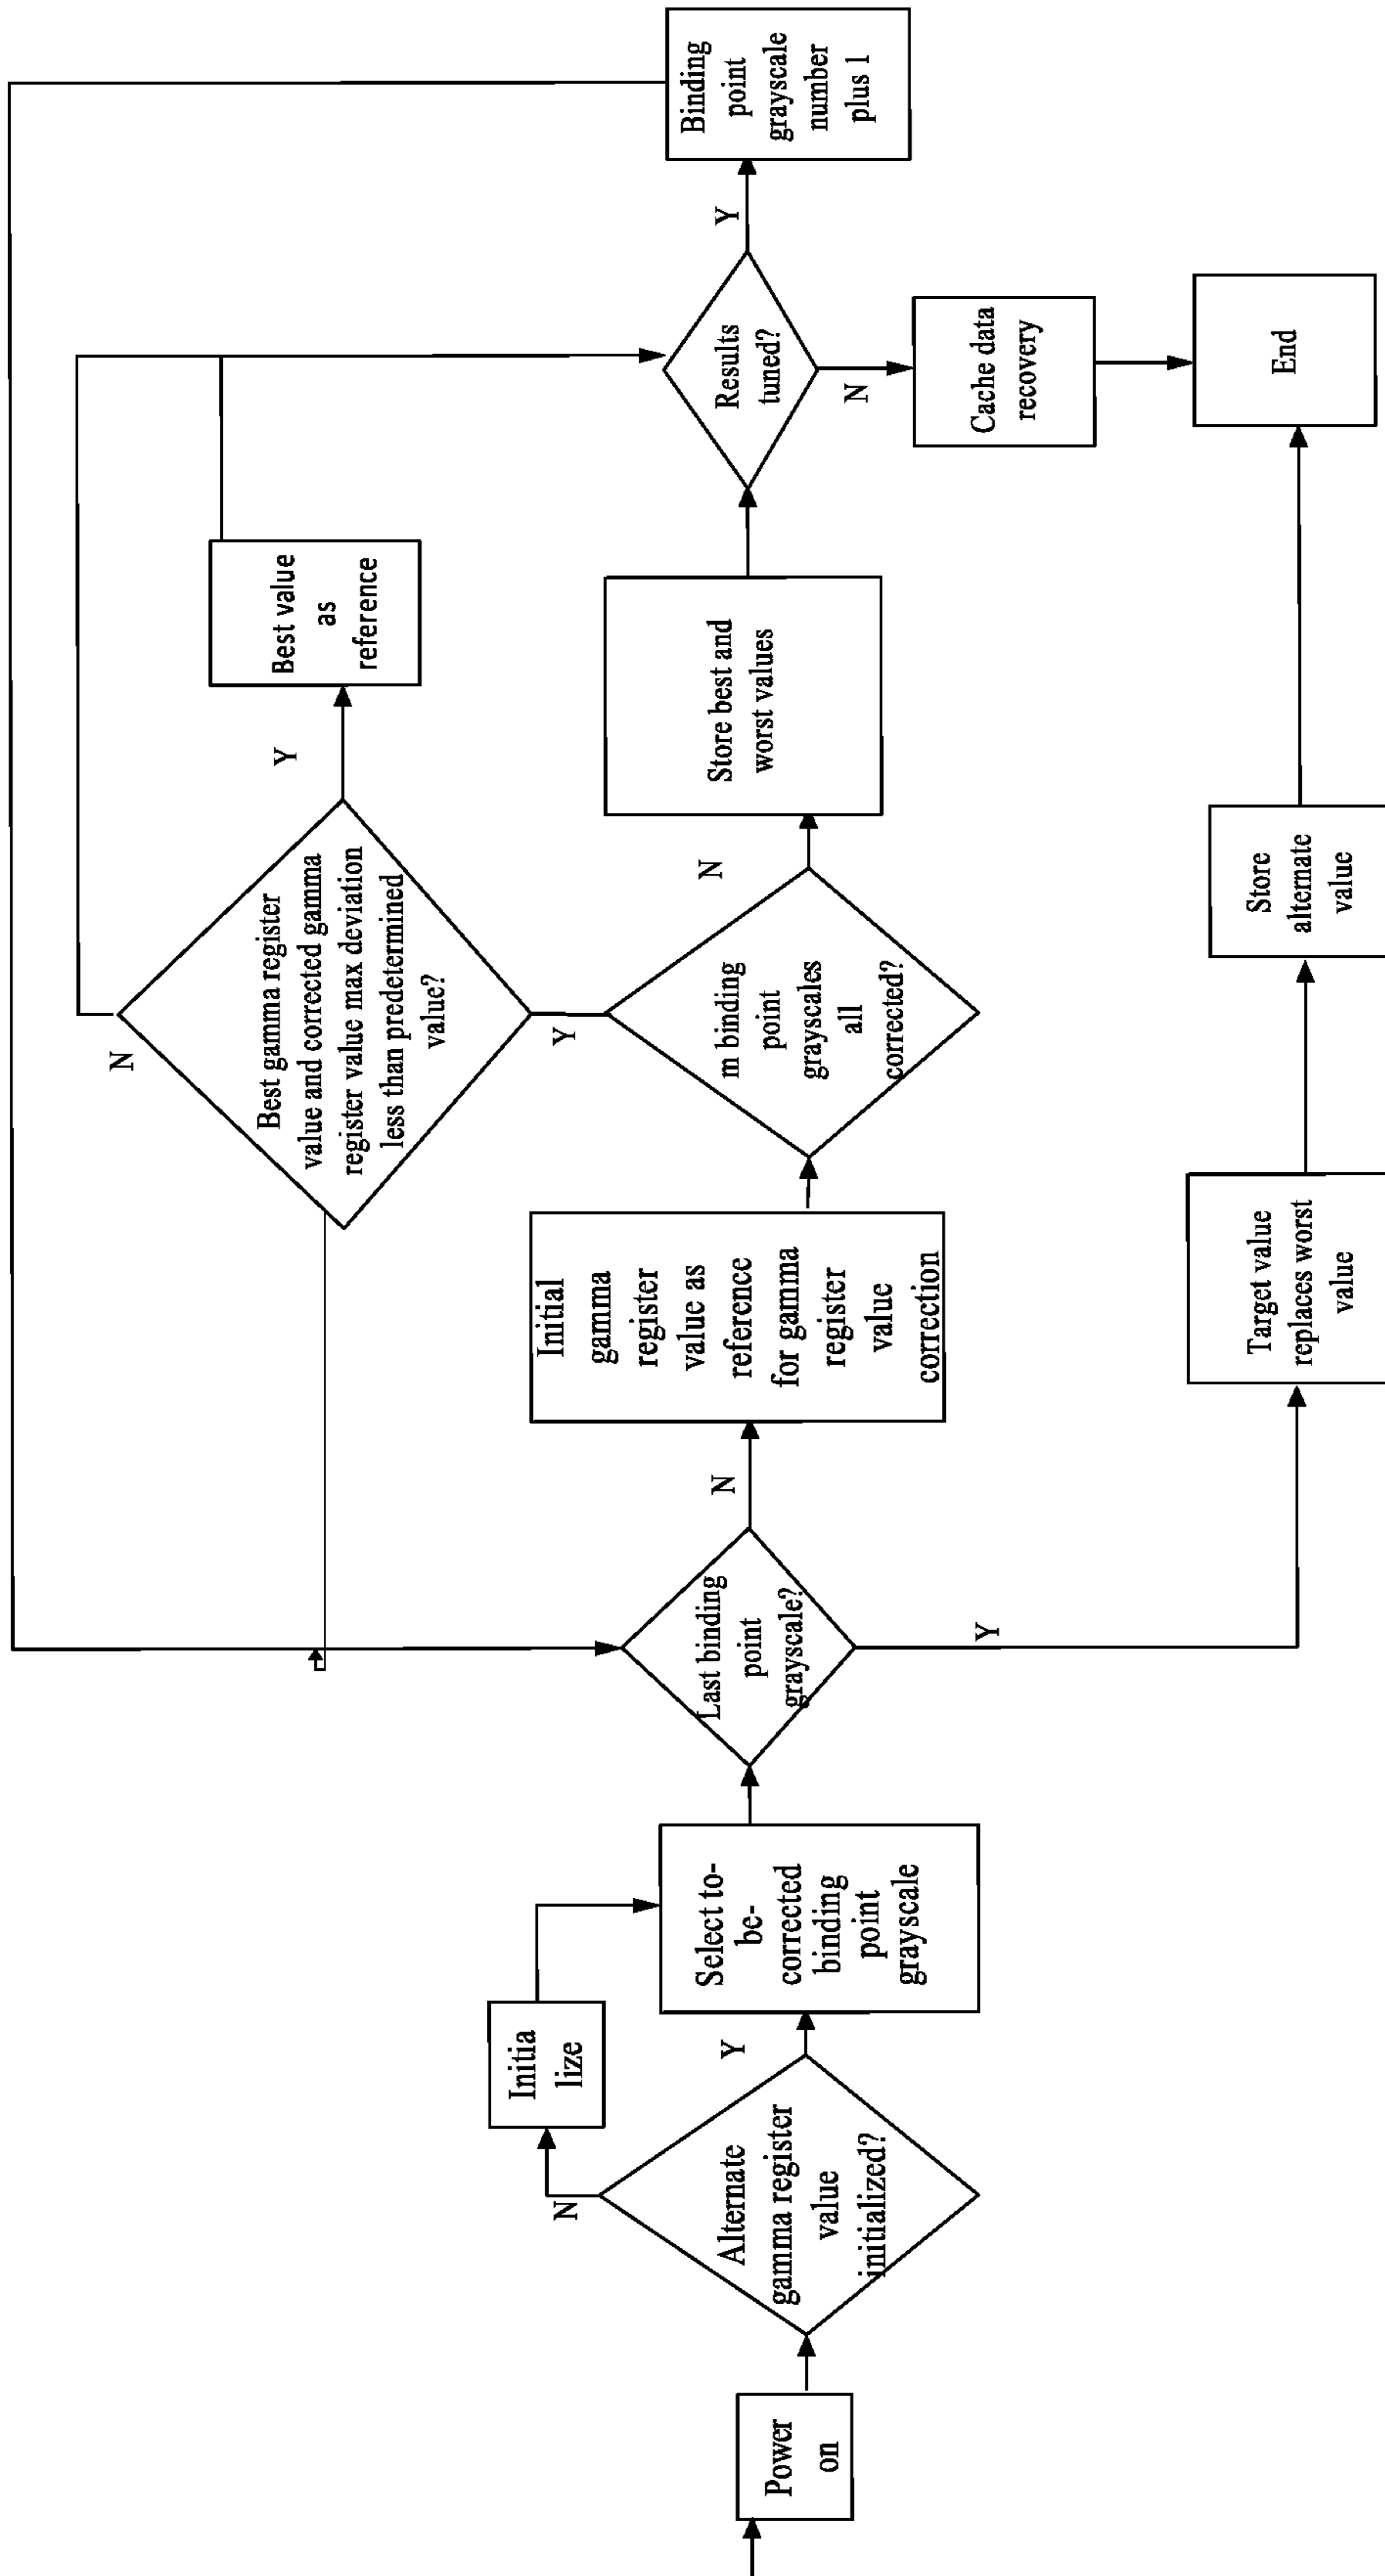 Power
on
Alternate
gamma register
value
initialized?
N
Y
Initia
lize
Select to-
be-
corrected
binding
point
grayscale
Last binding
point
grayscale?
N
Y
Initial
gamma
register
value as
reference
for gamma
register
value
correction
m binding
point
grayscales
all
corrected?
Y
N
Best gamma register
value and corrected gamma
register value max deviation
less than predetermined
value?
N
Y
Best value
as
reference
Store best and
worst values
Results
tuned?
Y
N
Binding
point
grayscale
number
plus 1
Cache data
recovery
Target value
replaces worst
value
Store
alternate
value
End